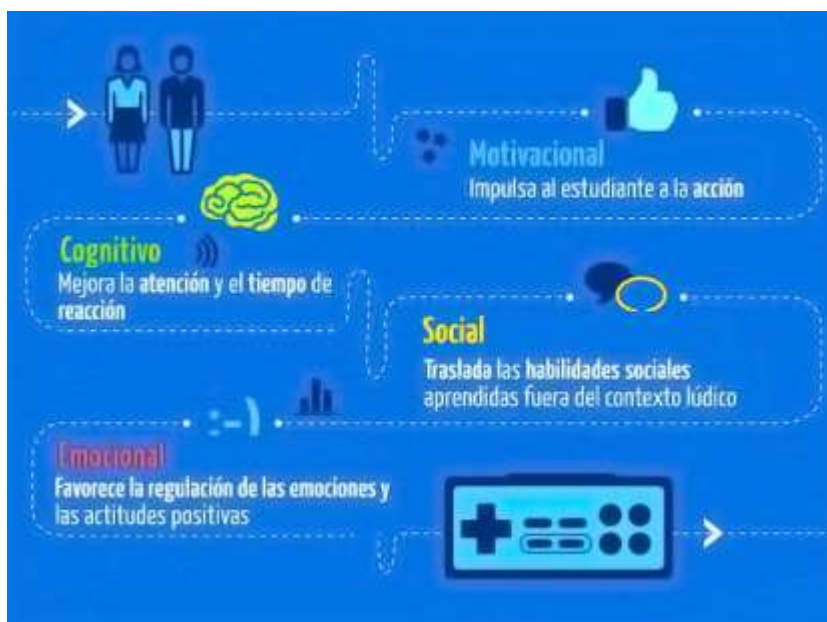 Motivacional
Impulsa al estudiante a la acción
Cognitivo
Mejora la atención y el tiempo de
reacción
Social
Traslada las habilidades sociales
aprendidas fuera del contexto lúdico
:-)
Emocional
Favorece la regulación de las emociones y
las actitudes positivas